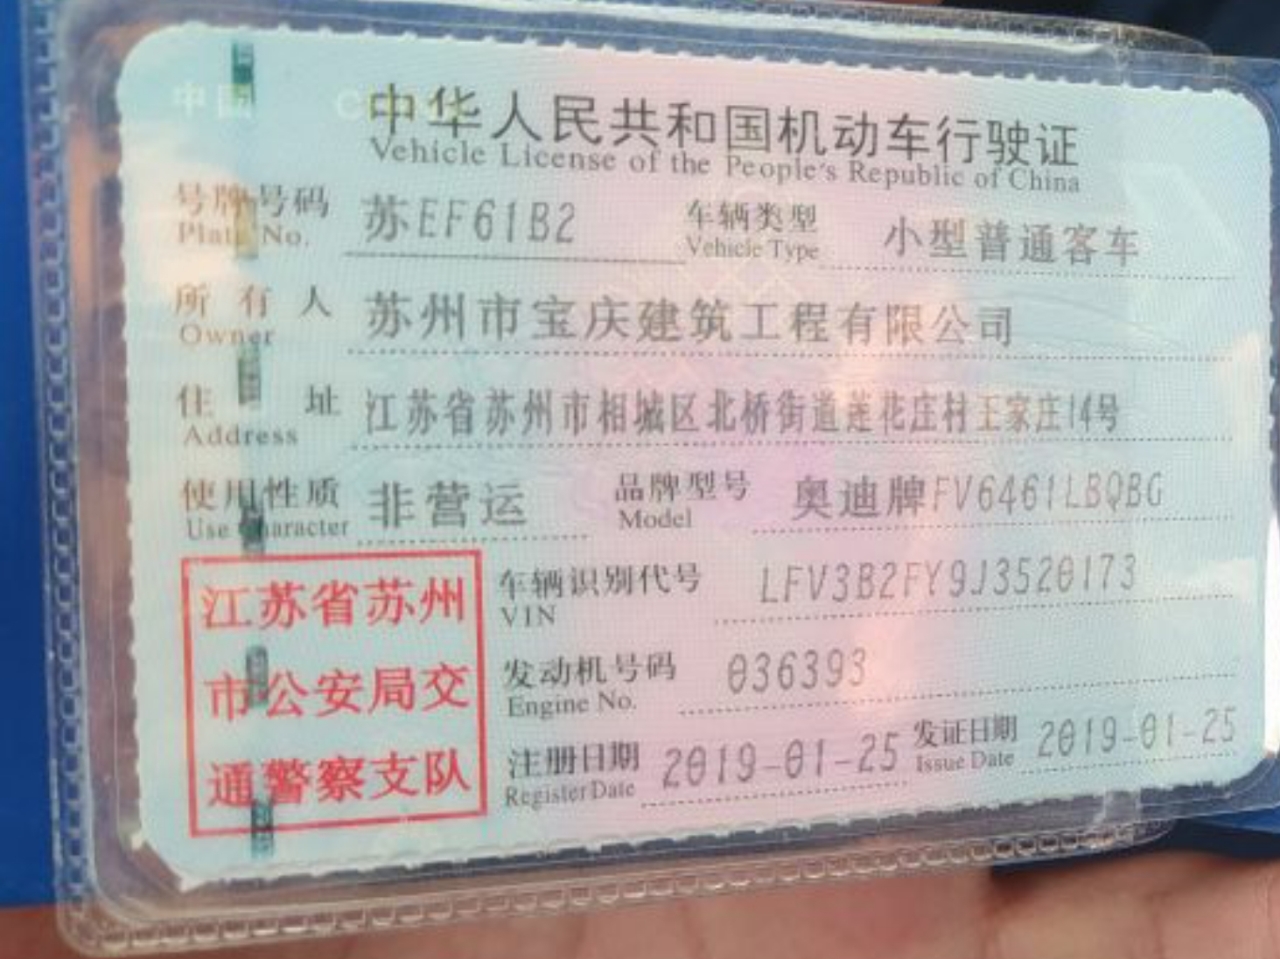 中国 CHINA
中华人民共和国机动车行驶证
Vehicle License of the People's Republic of China
号牌号码 苏EF61B2 车辆类型 小型普通客车
Plate No. Vehicle Type
所有人 苏州市宝庆建筑工程有限公司
Owner
住址 江苏省苏州市相城区北桥街道莲花庄村王家庄14号
Address
使用性质 非营运 品牌型号 奥迪牌FV6461LBQBG
Use Character Model
江苏省苏州
市公安局交
通警察支队
车辆识别代号 LFV3B2FY9J3520173
VIN
发动机号码 036393
Engine No.
注册日期 2019-01-25 发证日期 2019-01-25
Register Date Issue Date